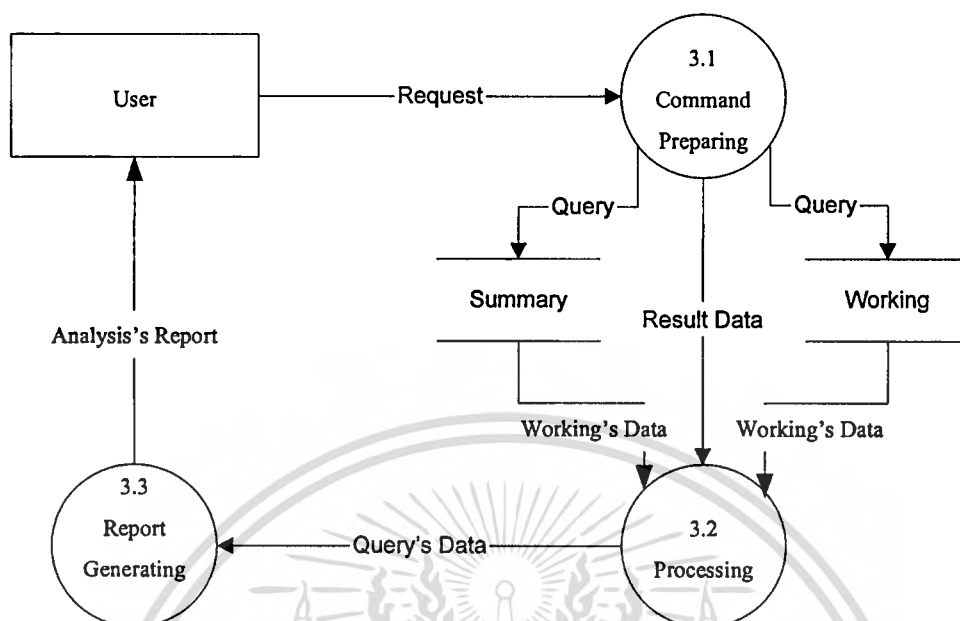 User
Request
3.1
Command
Preparing
Query
Query
Summary
Result Data
Working
Analysis's Report
Working's Data
Working's Data
3.3
Report
Generating
Query's Data
3.2
Processing